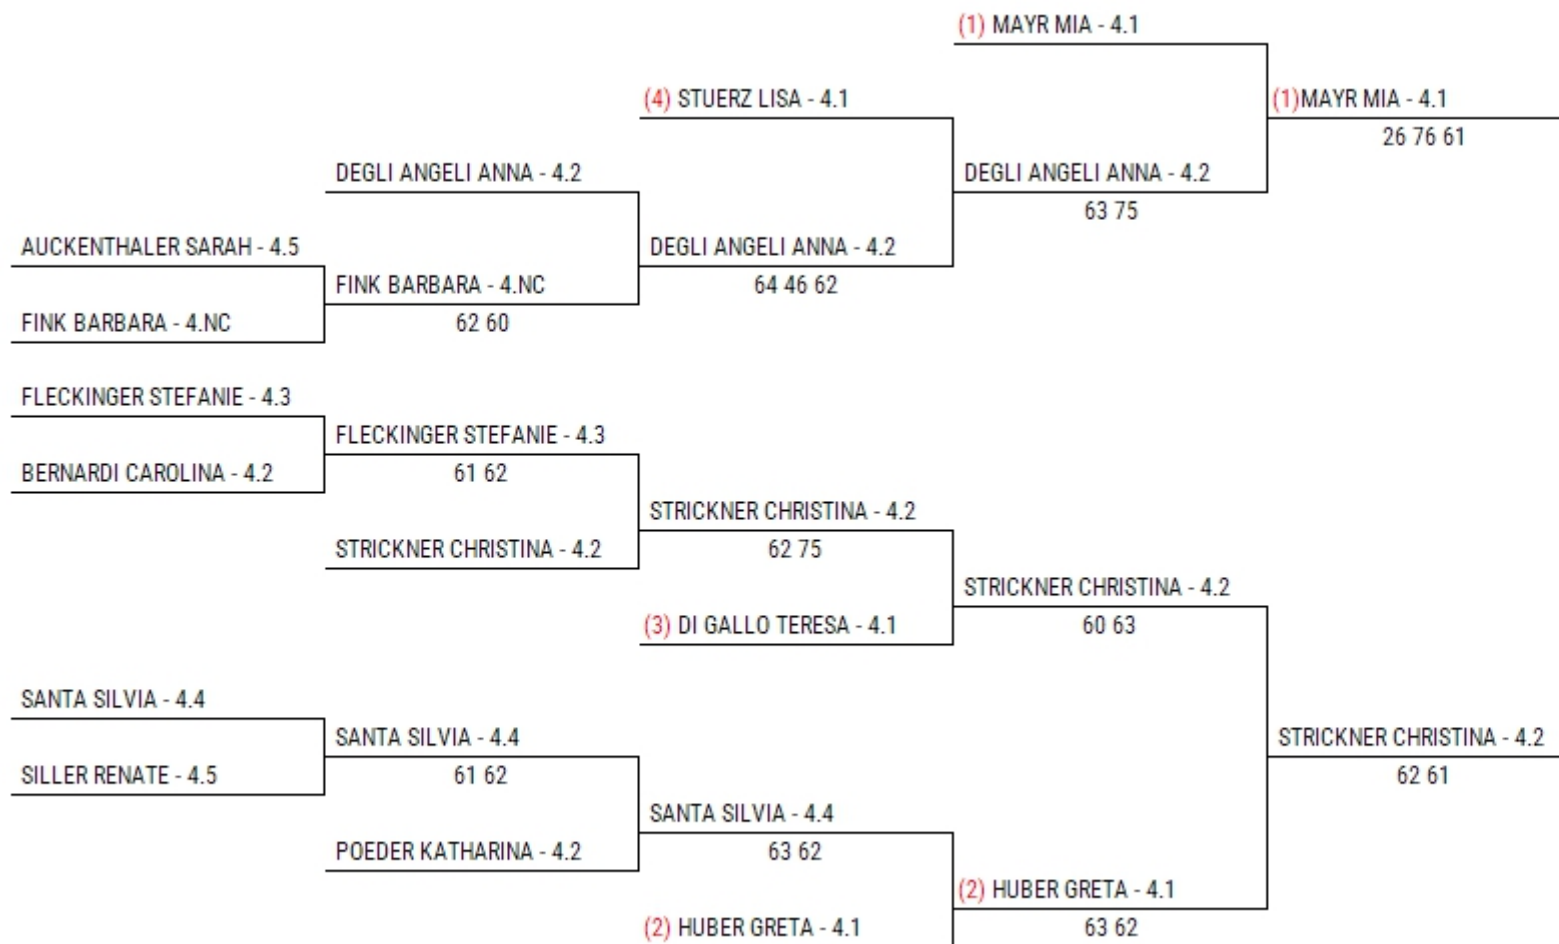 (1) MAYR MIA - 4.1
(4) STUERZ LISA - 4.1
(1)MAYR MIA - 4.1
26 76 61
DEGLI ANGELI ANNA - 4.2
DEGLI ANGELI ANNA - 4.2
63 75
AUCKENTHALER SARAH - 4.5
DEGLI ANGELI ANNA - 4.2
64 46 62
FINK BARBARA - 4.NC
62 60
FINK BARBARA - 4.NC
FLECKINGER STEFANIE - 4.3
FLECKINGER STEFANIE - 4.3
61 62
BERNARDI CAROLINA - 4.2
STRICKNER CHRISTINA - 4.2
62 75
STRICKNER CHRISTINA - 4.2
STRICKNER CHRISTINA - 4.2
60 63
(3) DI GALLO TERESA - 4.1
SANTA SILVIA - 4.4
SANTA SILVIA - 4.4
61 62
STRICKNER CHRISTINA - 4.2
62 61
SILLER RENATE - 4.5
SANTA SILVIA - 4.4
63 62
POEDER KATHARINA - 4.2
(2) HUBER GRETA - 4.1
63 62
(2) HUBER GRETA - 4.1